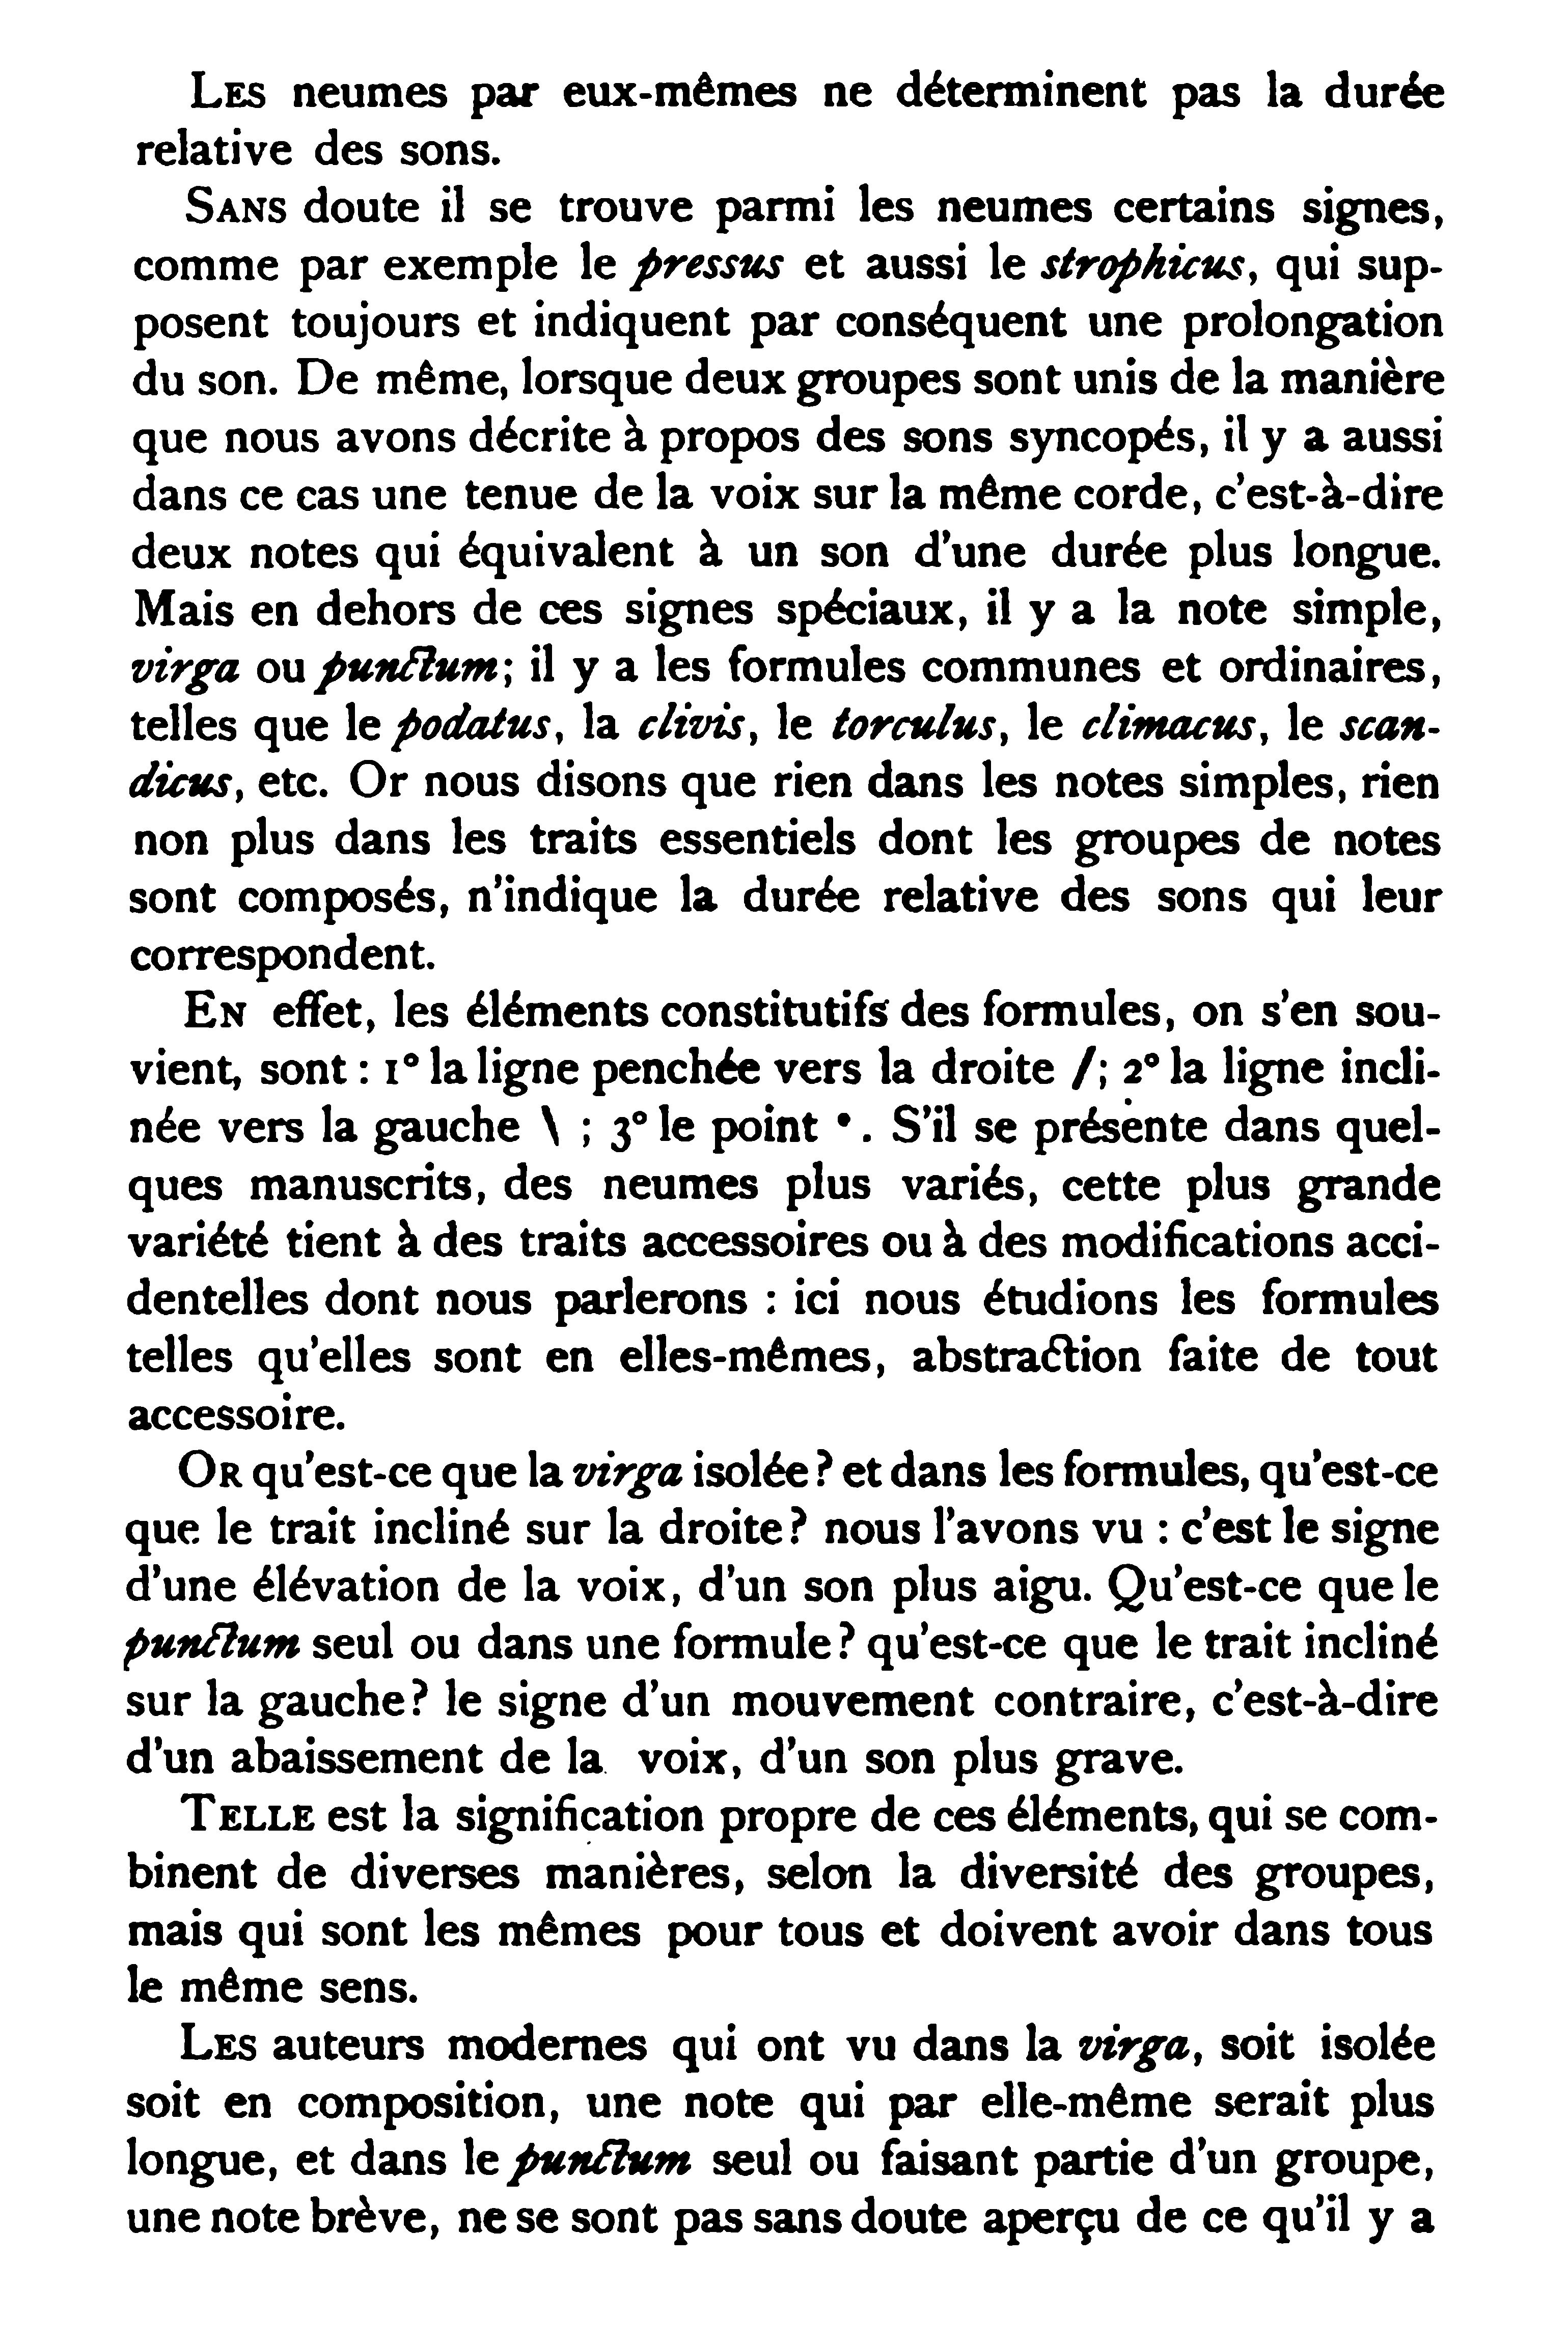 LES neumes par eux-mêmes ne déterminent pas la durée
relative des sons.
SANS doute il se trouve parmi les neumes certains signes,
comme par exemple le pressus et aussi le strophicus, qui sup-
posent toujours et indiquent par conséquent une prolongation
du son. De même, lorsque deux groupes sont unis de la manière
que nous avons décrite à propos des sons syncopés, il y a aussi
dans ce cas une tenue de la voix sur la même corde, c'est-à-dire
deux notes qui équivalent à un son d'une durée plus longue.
Mais en dehors de ces signes spéciaux, il y a la note simple,
virga ou punctum; il y a les formules communes et ordinaires,
telles que le podatus, la clivis, le torculus, le climacus, le scan-
dicus, etc. Or nous disons que rien dans les notes simples, rien
non plus dans les traits essentiels dont les groupes de notes
sont composés, n'indique la durée relative des sons qui leur
correspondent.
EN effet, les éléments constitutifs des formules, on s'en sou-
vient, sont : 1° la ligne penchée vers la droite /; 2° la ligne incli-
née vers la gauche \ ; 3° le point •. S'il se présente dans quel-
ques manuscrits, des neumes plus variés, cette plus grande
variété tient à des traits accessoires ou à des modifications acci-
dentelles dont nous parlerons : ici nous étudions les formules
telles qu'elles sont en elles-mêmes, abstraction faite de tout
accessoire.
OR qu'est-ce que la virga isolée? et dans les formules, qu'est-ce
que le trait incliné sur la droite? nous l'avons vu : c'est le signe
d'une élévation de la voix, d'un son plus aigu. Qu'est-ce que le
punctum seul ou dans une formule? qu'est-ce que le trait incliné
sur la gauche? le signe d'un mouvement contraire, c'est-à-dire
d'un abaissement de la voix, d'un son plus grave.
TELLE est la signification propre de ces éléments, qui se com-
binent de diverses manières, selon la diversité des groupes,
mais qui sont les mêmes pour tous et doivent avoir dans tous
le même sens.
LES auteurs modernes qui ont vu dans la virga, soit isolée
soit en composition, une note qui par elle-même serait plus
longue, et dans le punctum seul ou faisant partie d'un groupe,
une note brève, ne se sont pas sans doute aperçu de ce qu'il y a